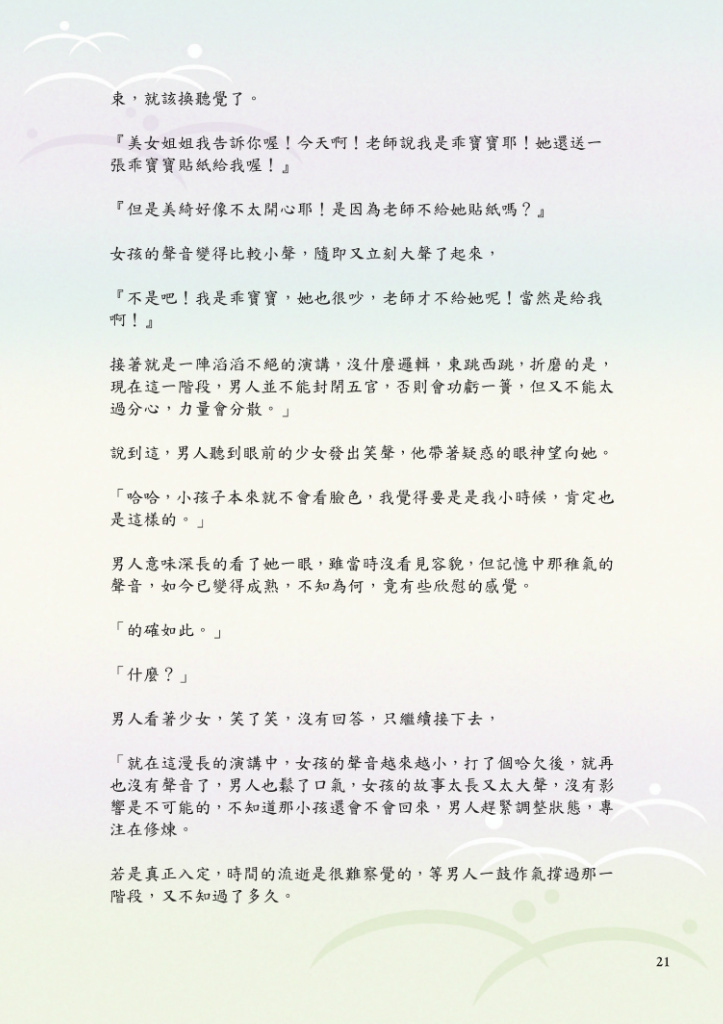 束，就該換聽覺了。
『美女姐姐我告訴你喔！今天啊！老師說我是乖寶寶耶！她還送一
張乖寶寶貼紙給我喔！』
『但是美綺好像不太開心耶！是因為老師不給她貼紙嗎？』
女孩的聲音變得比較小聲，隨即又立刻大聲了起來，
『不是吧！我是乖寶寶，她也很吵，老師才不給她呢！當然是給我
啊！』
接著就是一陣滔滔不絕的演講，沒什麼邏輯，東跳西跳，折磨的是，
現在這一階段，男人並不能封閉五官，否則會功虧一簣，但又不能太
過分心，力量會分散。」
說到這，男人聽到眼前的少女發出笑聲，他帶著疑惑的眼神望向她。
「哈哈，小孩子本來就不會看臉色，我覺得要是是我小時候，肯定也
是這樣的。」
男人意味深長的看了她一眼，雖當時沒看見容貌，但記憶中那稚氣的
聲音，如今已變得成熟，不知為何，竟有些欣慰的感覺。
「的確如此。」
「什麼？」
男人看著少女，笑了笑，沒有回答，只繼續接下去，
「就在這漫長的演講中，女孩的聲音越來越小，打了個哈欠後，就再
也沒有聲音了，男人也鬆了口氣，女孩的故事太長又太大聲，沒有影
響是不可能的，不知道那小孩還會不會回來，男人趕緊調整狀態，專
注在修煉。
若是真正入定，時間的流逝是很難察覺的，等男人一鼓作氣撐過那一
階段，又不知過了多久。
21